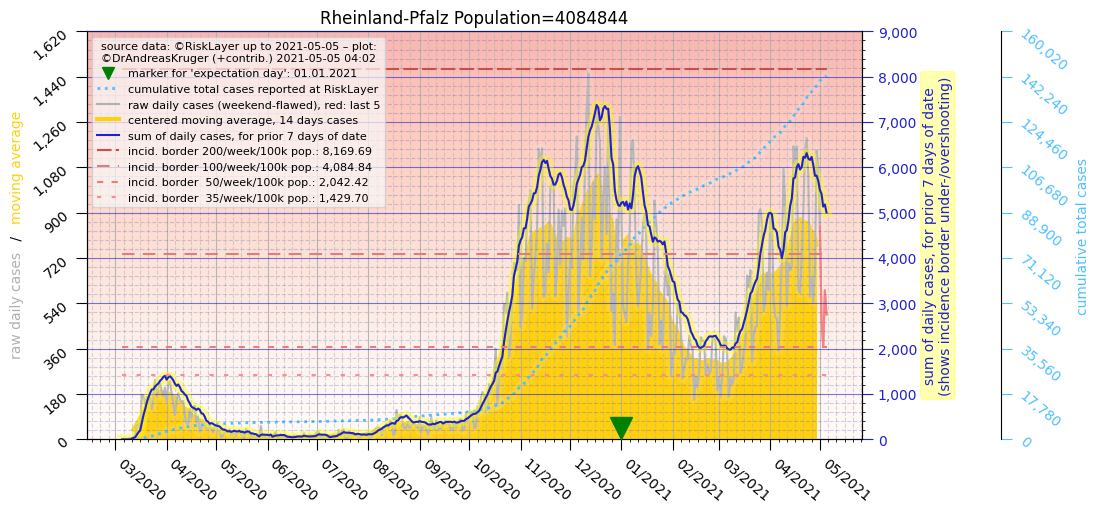 Rheinland-Pfalz Population=4084844
source data: ©RiskLayer up to 2021-05-05 – plot:
©DrAndreasKruger (+contrib.) 2021-05-05 04:02
marker for 'expectation day': 01.01.2021
cumulative total cases reported at RiskLayer
raw daily cases (weekend-flawed), red: last 5
centered moving average, 14 days cases
sum of daily cases, for prior 7 days of date
incid. border 200/week/100k pop.: 8,169.69
incid. border 100/week/100k pop.: 4,084.84
incid. border  50/week/100k pop.: 2,042.42
incid. border  35/week/100k pop.: 1,429.70
raw daily cases / moving average
1,620
1,440
1,260
1,080
900
720
540
360
180
0
03/2020
04/2020
05/2020
06/2020
07/2020
08/2020
09/2020
10/2020
11/2020
12/2020
01/2021
02/2021
03/2021
04/2021
05/2021
9,000
8,000
7,000
6,000
5,000
4,000
3,000
2,000
1,000
0
sum of daily cases, for prior 7 days of date
(shows incidence border under-/overshooting)
160,020
142,240
124,460
106,680
88,900
71,120
53,340
35,560
17,780
0
cumulative total cases